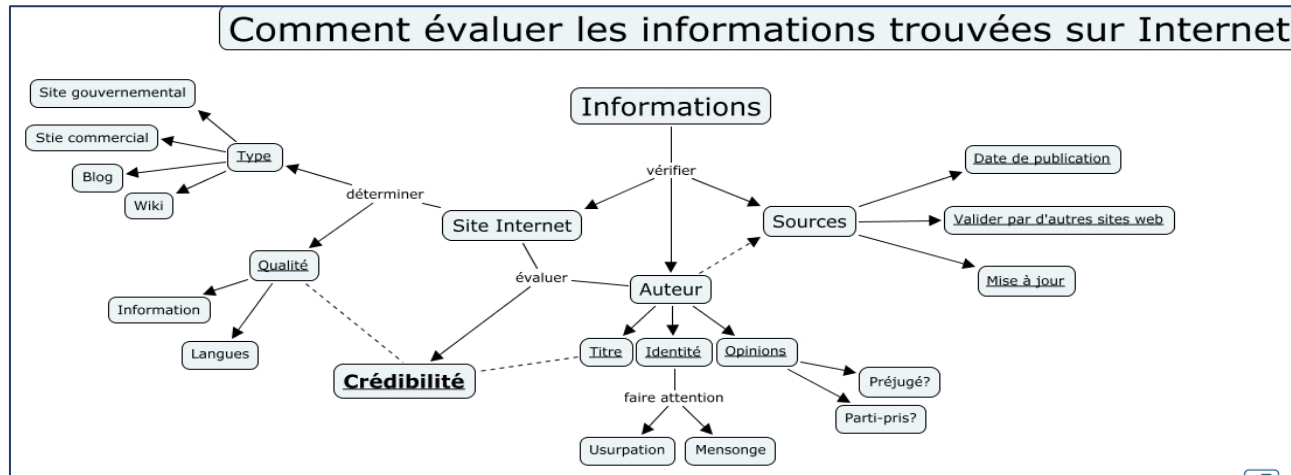 Comment évaluer les informations trouvées sur Internet
Informations
vérifier
Site gouvernemental
Stie commercial
Blog
Wiki
Type
déterminer
Site Internet
Sources
Date de publication
Valider par d'autres sites web
Mise à jour
Qualité
Information
Langues
évaluer
Auteur
Crédibilité
Titre
Identité
Opinions
faire attention
Usurpation
Mensonge
Préjugé?
Parti-pris?